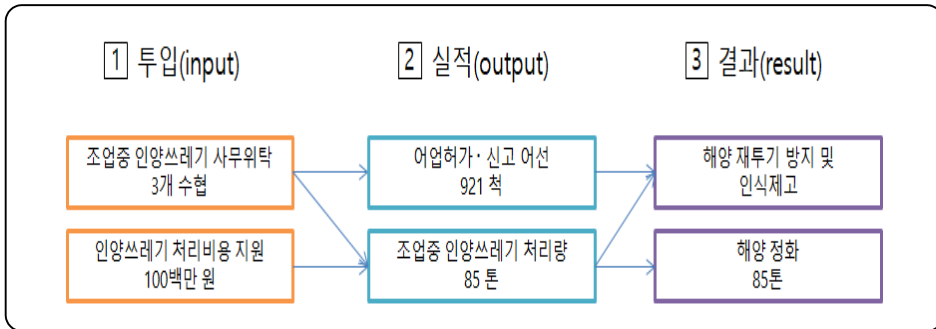 1 투입(input)
2 실적(output)
3 결과(result)
조업중 인양쓰레기 사무위탁
3개 수협
어업허가· 신고 어선
921 척
해양 재투기 방지 및
인식제고
인양쓰레기 처리비용 지원
100백만 원
조업중 인양쓰레기 처리량
85 톤
해양 정화
85톤